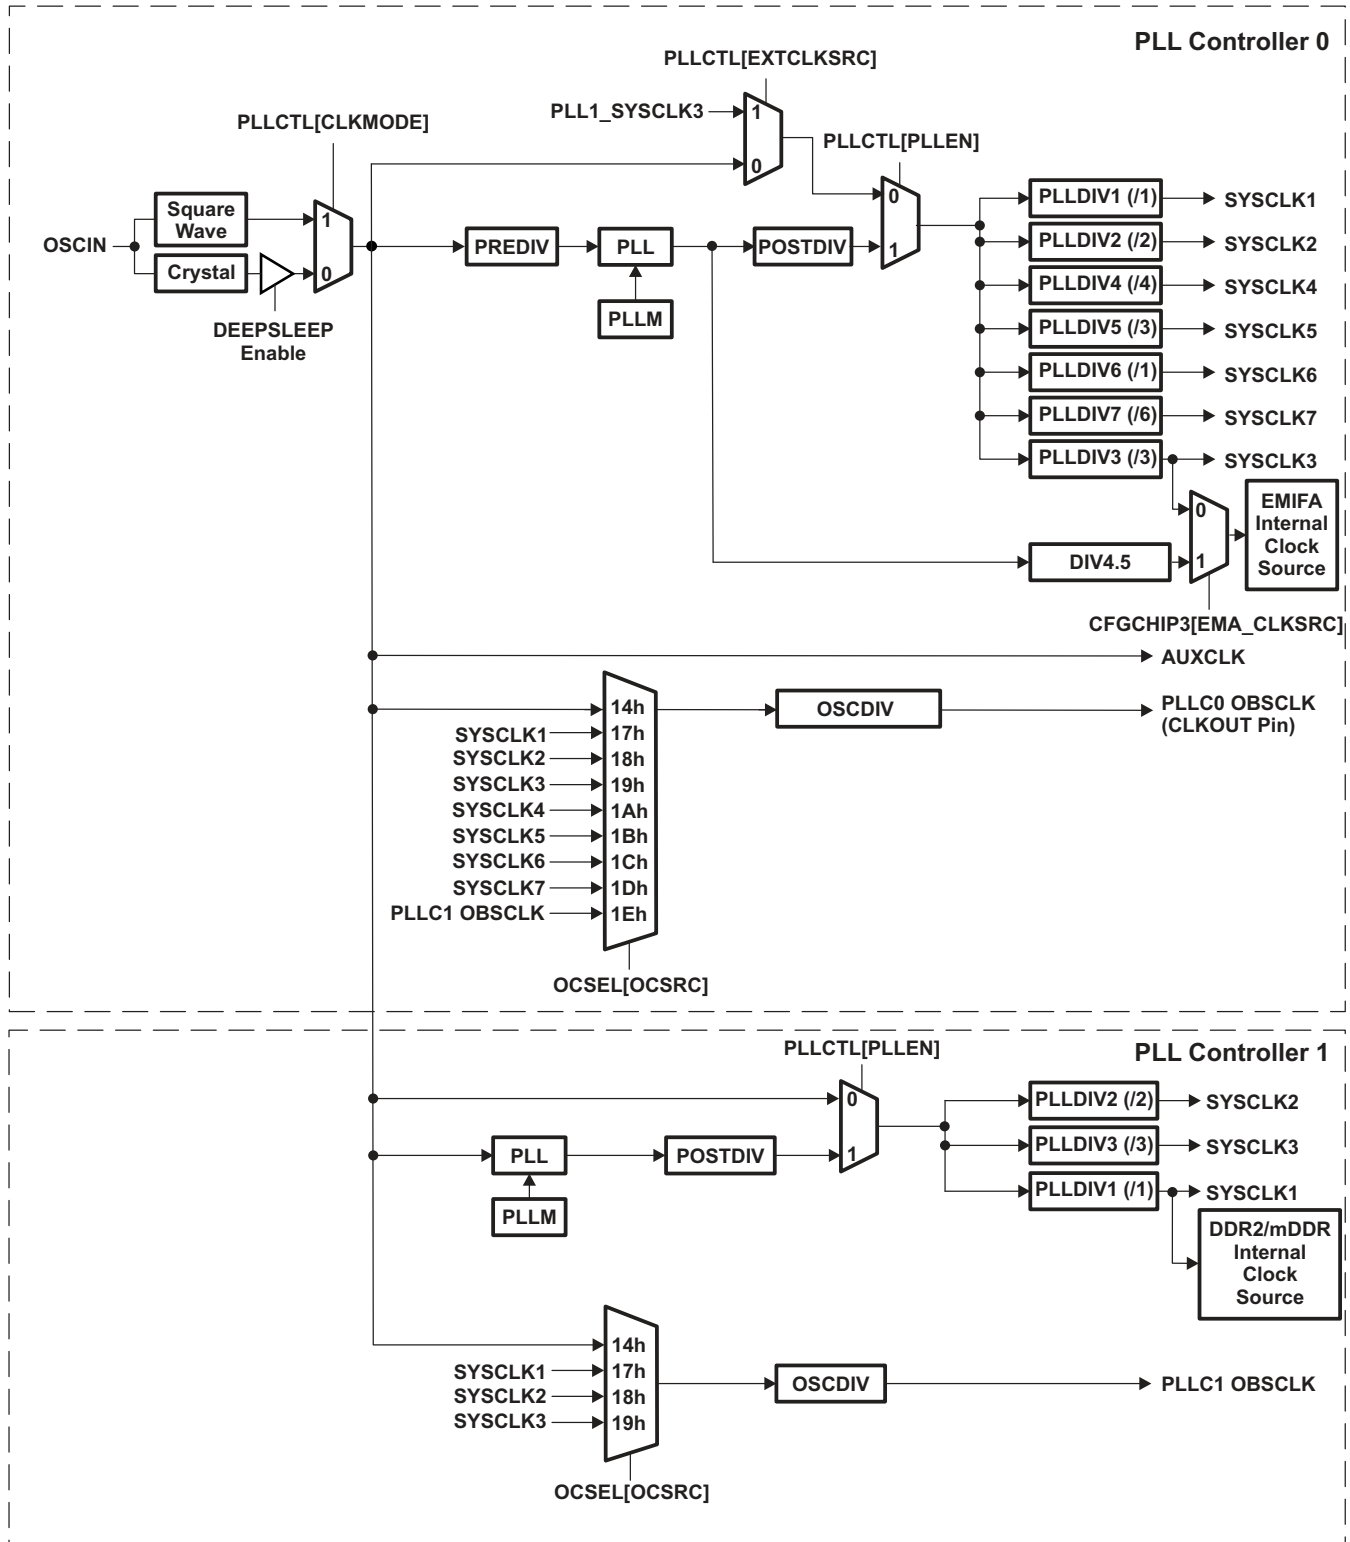 PLL Controller 0
PLLCTL[EXTCLKSRC]
PLL1_SYSCLK3
1
0
PLLCTL[CLKMODE]
PLLCTL[PLLEN]
OSCIN
Square
Wave
Crystal
1
0
DEEPSLEEP
Enable
PREDIV
PLL
PLLM
POSTDIV
0
1
PLLDIV1 (/1)
SYSCLK1
PLLDIV2 (/2)
SYSCLK2
PLLDIV4 (/4)
SYSCLK4
PLLDIV5 (/3)
SYSCLK5
PLLDIV6 (/1)
SYSCLK6
PLLDIV7 (/6)
SYSCLK7
PLLDIV3 (/3)
SYSCLK3
DIV4.5
0
1
EMIFA
Internal
Clock
Source
CFGCHIP3[EMA_CLKSRC]
AUXCLK
14h
SYSCLK1
17h
SYSCLK2
18h
SYSCLK3
19h
SYSCLK4
1Ah
SYSCLK5
1Bh
SYSCLK6
1Ch
SYSCLK7
1Dh
PLLC1 OBSCLK
1Eh
OCSEL[OCSRC]
OSCDIV
PLLC0 OBSCLK
(CLKOUT Pin)
PLL Controller 1
PLLCTL[PLLEN]
0
1
PLL
PLLM
POSTDIV
PLLDIV2 (/2)
SYSCLK2
PLLDIV3 (/3)
SYSCLK3
PLLDIV1 (/1)
SYSCLK1
DDR2/mDDR
Internal
Clock
Source
14h
SYSCLK1
17h
SYSCLK2
18h
SYSCLK3
19h
OCSEL[OCSRC]
OSCDIV
PLLC1 OBSCLK